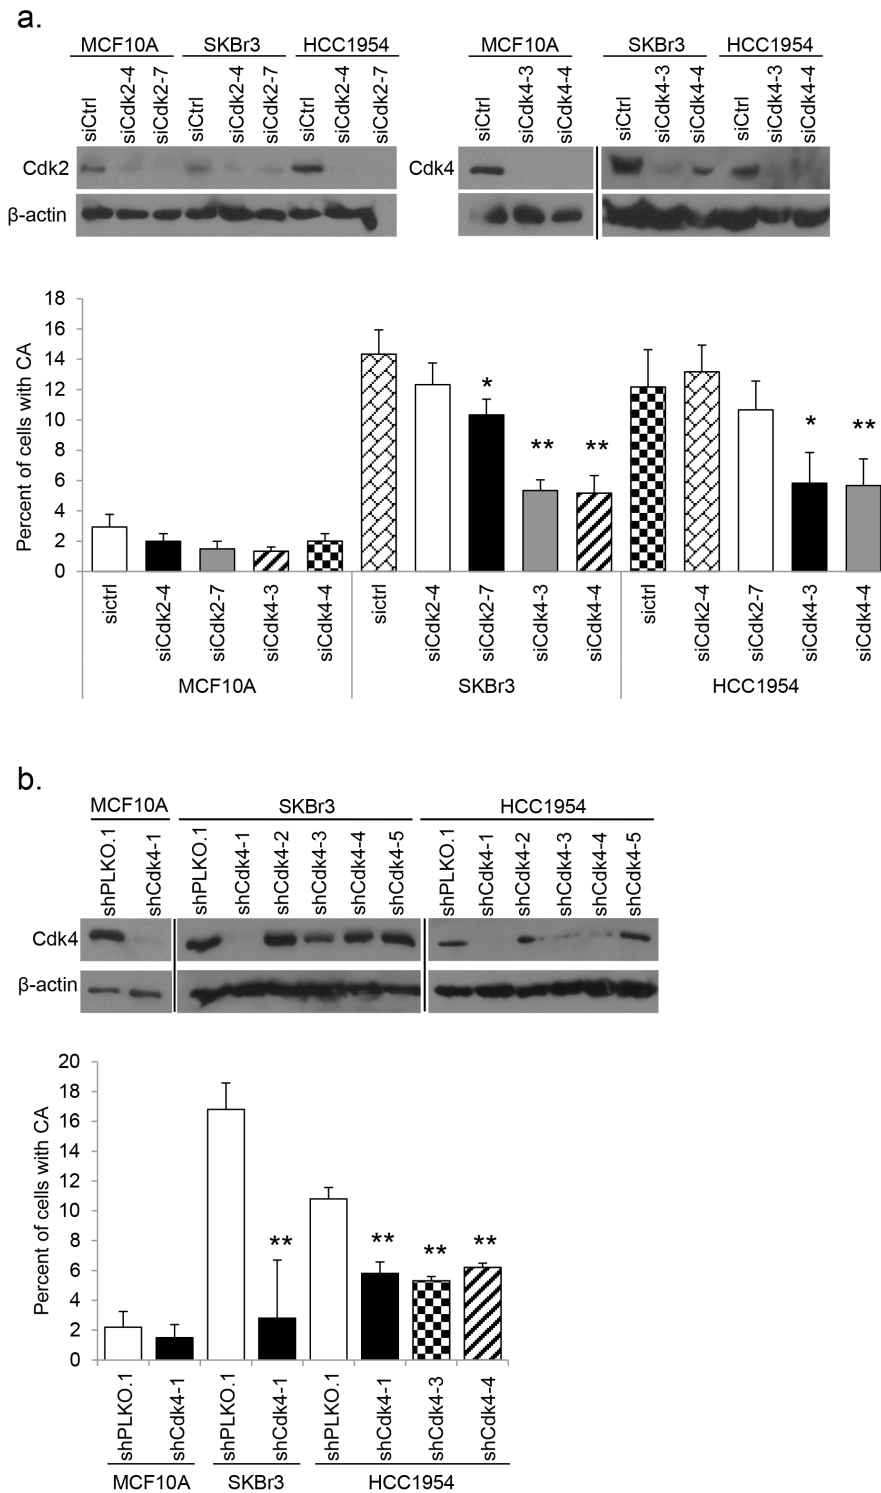 a.
MCF10A SKBr3 HCC1954 MCF10A SKBr3 HCC1954
siCtrl siCdk2-4 siCdk2-7 siCtrl siCdk2-4 siCdk2-7 siCtrl siCdk2-4 siCdk2-7 siCtrl siCdk4-3 siCdk4-4 siCtrl siCdk4-3 siCdk4-4 siCtrl siCdk4-3 siCdk4-4
Cdk2 Cdk4
β-actin
Percent of cells with CA
18
16
14
12
10
8
6
4
2
0
* ** ** * **
sictrl siCdk2-4 siCdk2-7 siCdk4-3 siCdk4-4 sictrl siCdk2-4 siCdk2-7 siCdk4-3 siCdk4-4 sictrl siCdk2-4 siCdk2-7 siCdk4-3 siCdk4-4
MCF10A SKBr3 HCC1954
b.
MCF10A SKBr3 HCC1954
shPLKO.1 shCdk4-1 shPLKO.1 shCdk4-1 shCdk4-2 shCdk4-3 shCdk4-4 shCdk4-5 shPLKO.1 shCdk4-1 shCdk4-2 shCdk4-3 shCdk4-4 shCdk4-5
Cdk4
β-actin
Percent of cells with CA
20
18
16
14
12
10
8
6
4
2
0
** ** ** **
shPLKO.1 shCdk4-1 shPLKO.1 shCdk4-1 shPLKO.1 shCdk4-1 shCdk4-3 shCdk4-4
MCF10A SKBr3 HCC1954